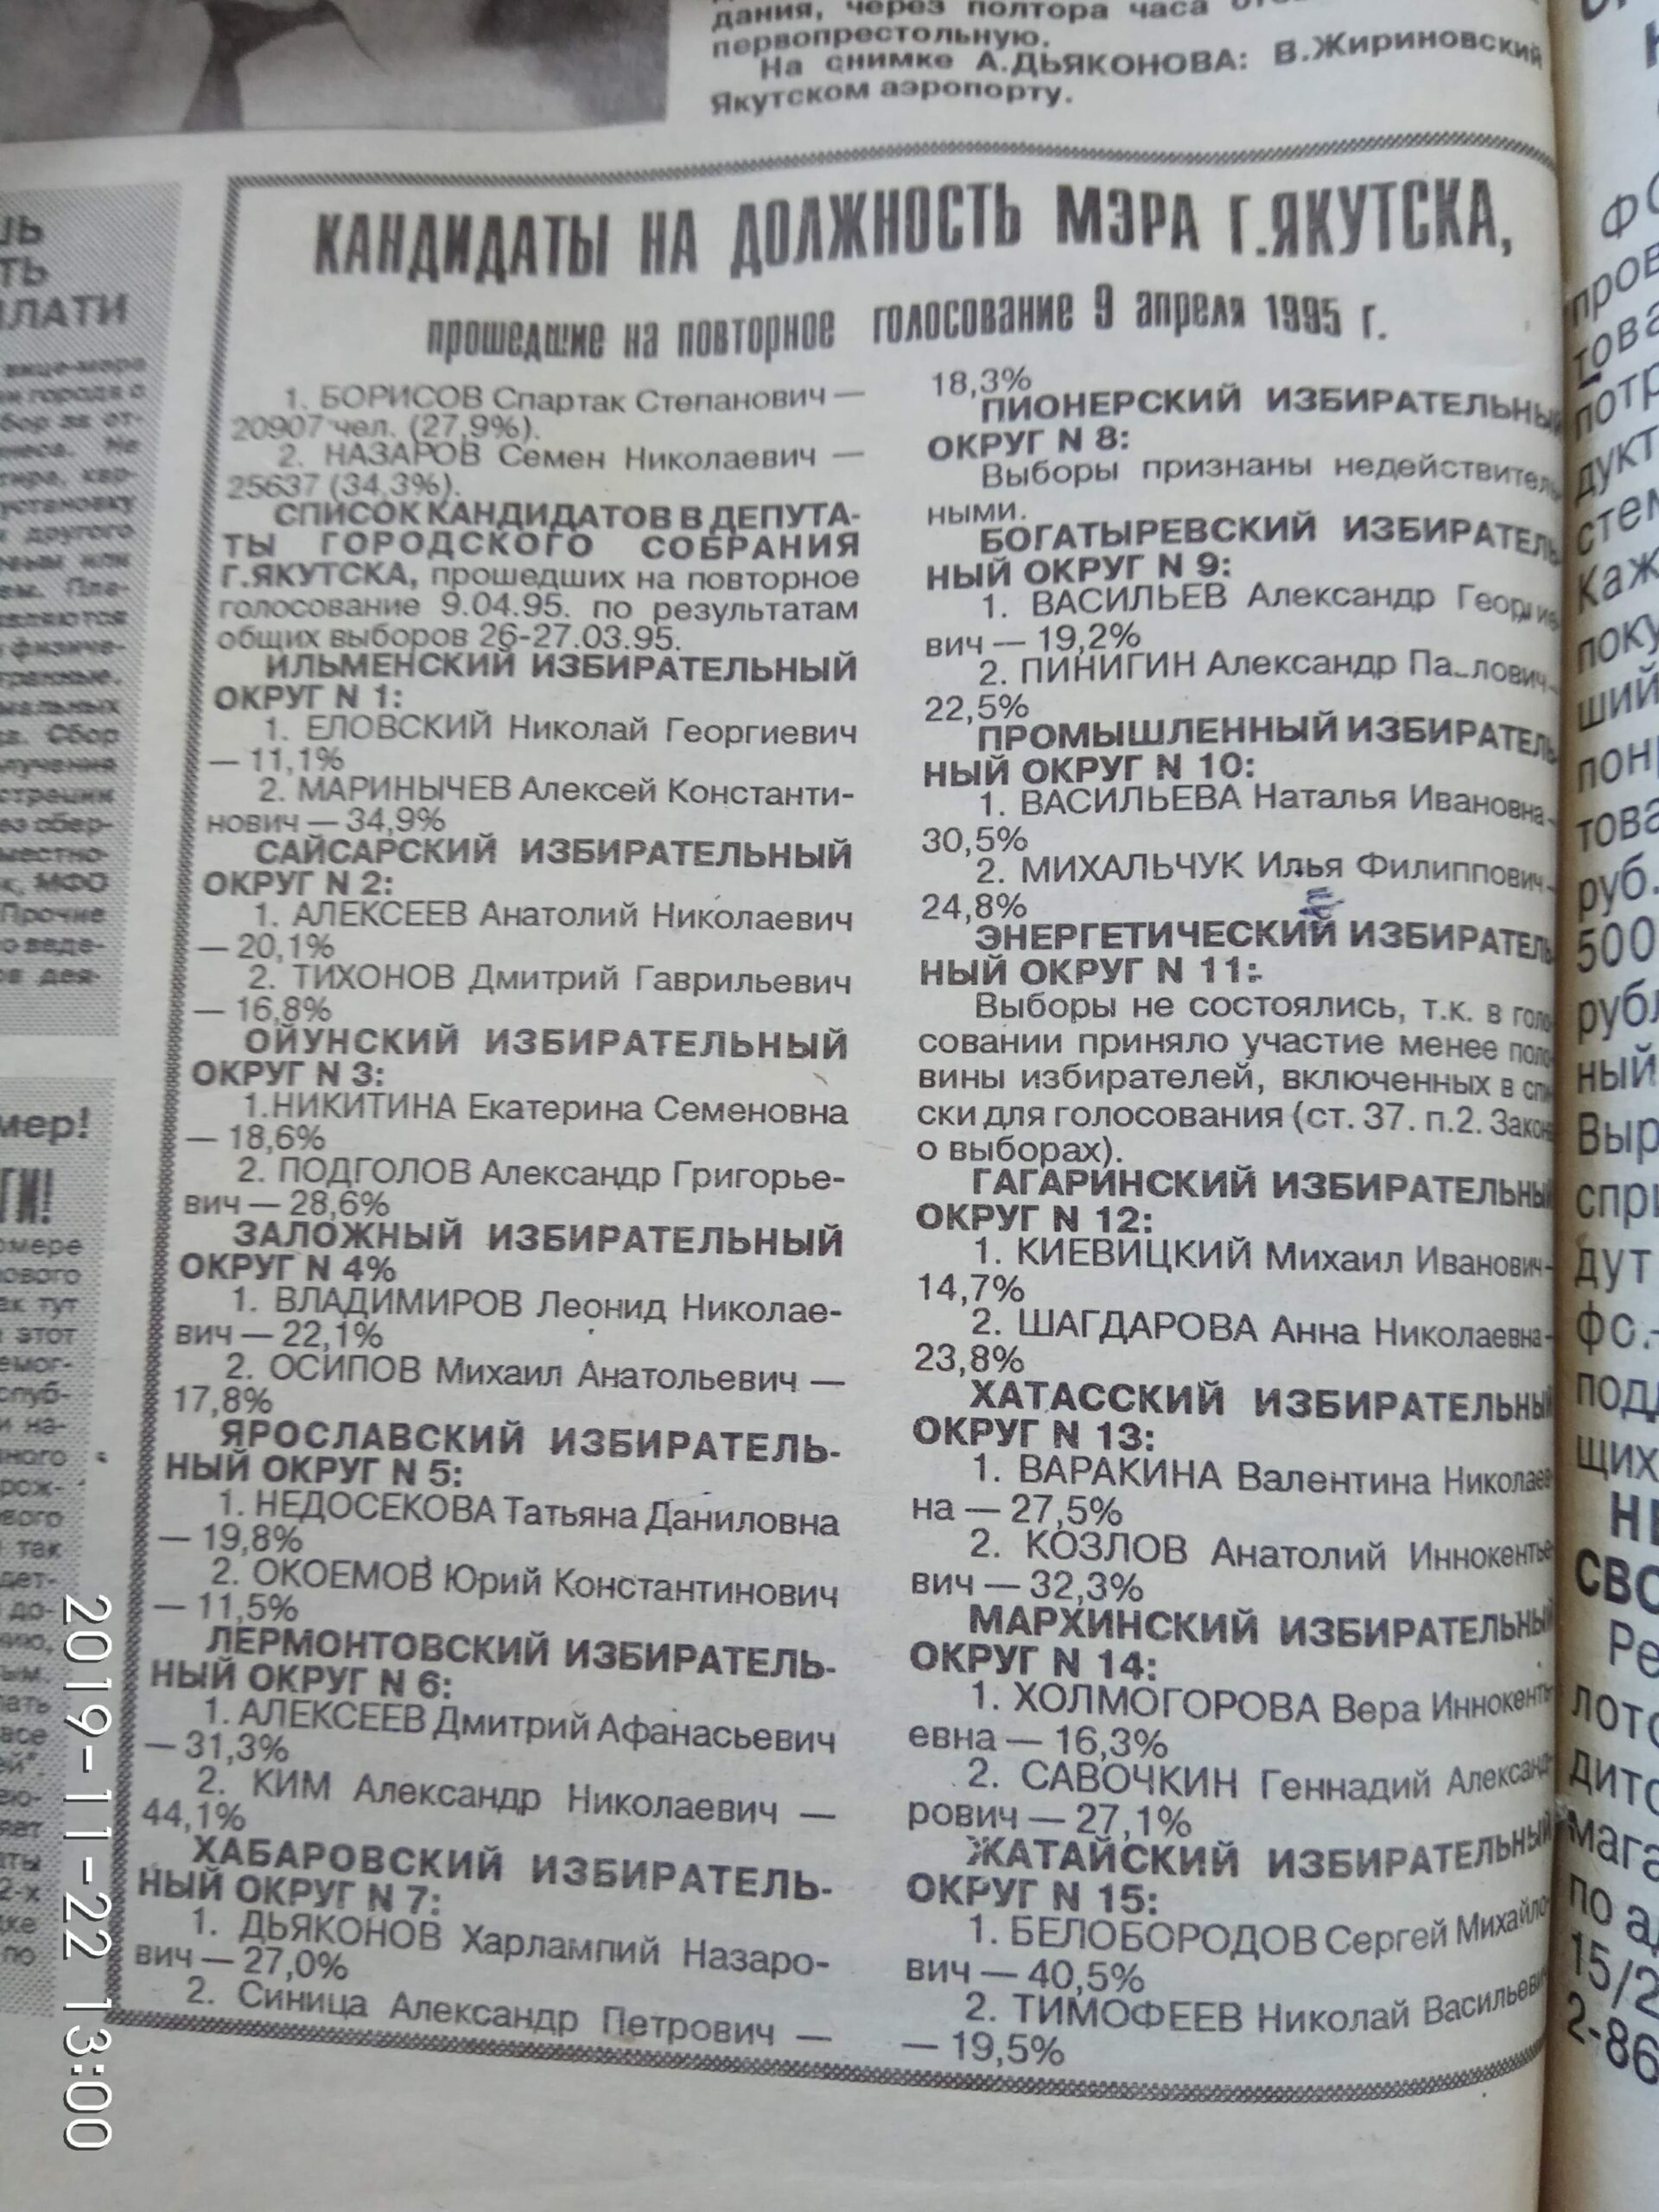 дания, через полтора часа
первопрестольную.
На снимке А.ДЬЯКОНОВА: В.Жириновский
Якутском аэропорту.
КАНДИДАТЫ НА ДОЛЖНОСТЬ МЭРА Г.ЯКУТСКА,
прошедшие на повторное голосование 9 апреля 1995 г.
1. БОРИСОВ Спартак Степанович —
20907 чел. (27,9%).
2. НАЗАРОВ Семен Николаевич —
25637 (34,3%).
СПИСОК КАНДИДАТОВ В ДЕПУТА-
ТЫ ГОРОДСКОГО СОБРАНИЯ
Г.ЯКУТСКА, прошедших на повторное
голосование 9.04.95. по результатам
общих выборов 26-27.03.95.
ИЛЬМЕНСКИЙ ИЗБИРАТЕЛЬНЫЙ
ОКРУГ N 1:
1. ЕЛОВСКИЙ Николай Георгиевич
— 11,1%
2. МАРИНЫЧЕВ Алексей Константи-
нович — 34,9%
САЙСАРСКИЙ ИЗБИРАТЕЛЬНЫЙ
ОКРУГ N 2:
1. АЛЕКСЕЕВ Анатолий Николаевич
— 20,1%
2. ТИХОНОВ Дмитрий Гаврильевич
— 16,8%
ОЙУНСКИЙ ИЗБИРАТЕЛЬНЫЙ
ОКРУГ N 3:
1.НИКИТИНА Екатерина Семеновна
— 18,6%
2. ПОДГОЛОВ Александр Григорье-
вич — 28,6%
ЗАЛОЖНЫЙ ИЗБИРАТЕЛЬНЫЙ
ОКРУГ N 4%
1. ВЛАДИМИРОВ Леонид Николае-
вич — 22,1%
2. ОСИПОВ Михаил Анатольевич —
17,8%
ЯРОСЛАВСКИЙ ИЗБИРАТЕЛЬ-
НЫЙ ОКРУГ N 5:
1. НЕДОСЕКОВА Татьяна Даниловна
— 19,8%
2. ОКОЕМОВ Юрий Константинович
— 11,5%
ЛЕРМОНТОВСКИЙ ИЗБИРАТЕЛЬ-
НЫЙ ОКРУГ N 6:
1. АЛЕКСЕЕВ Дмитрий Афанасьевич
— 31,3%
2. КИМ Александр Николаевич —
44,1%
ХАБАРОВСКИЙ ИЗБИРАТЕЛЬ-
НЫЙ ОКРУГ N 7:
1. ДЬЯКОНОВ Харлампий Назаро-
вич — 27,0%
2. Синица Александр Петрович —
18,3%
ПИОНЕРСКИЙ ИЗБИРАТЕЛЬНЫЙ
ОКРУГ N 8:
Выборы признаны недействитель
ными.
БОГАТЫРЕВСКИЙ ИЗБИРАТЕЛЬ
НЫЙ ОКРУГ N 9:
1. ВАСИЛЬЕВ Александр Георгие
вич — 19,2%
2. ПИНИГИН Александр Па_лович
22,5%
ПРОМЫШЛЕННЫЙ ИЗБИРАТЕЛЬ
НЫЙ ОКРУГ N 10:
1. ВАСИЛЬЕВА Наталья Ивановна-
30,5%
2. МИХАЛЬЧУК Илья Филиппович-
24,8%
ЭНЕРГЕТИЧЕСКИЙ ИЗБИРАТЕЛЬ
НЫЙ ОКРУГ N 11:
Выборы не состоялись, т.к. в голо
совании приняло участие менее поло
вины избирателей, включенных в спи
ски для голосования (ст. 37. п.2. Закона
о выборах).
ГАГАРИНСКИЙ ИЗБИРАТЕЛЬНЫЙ
ОКРУГ N 12:
1. КИЕВИЦКИЙ Михаил Иванович-
14,7%
2. ШАГДАРОВА Анна Николаевна-
23,8%
ХАТАССКИЙ ИЗБИРАТЕЛЬНЫЙ
ОКРУГ N 13:
1. ВАРАКИНА Валентина Николаев
на — 27,5%
2. КОЗЛОВ Анатолий Иннокентье
вич — 32,3%
МАРХИНСКИЙ ИЗБИРАТЕЛЬНЫЙ
ОКРУГ N 14:
1. ХОЛМОГОРОВА Вера Иннокенть
евна — 16,3%
2. САВОЧКИН Геннадий Александ-
рович — 27,1%
ЖАТАЙСКИЙ ИЗБИРАТЕЛЬНЫЙ
ОКРУГ N 15:
1. БЕЛОБОРОДОВ Сергей Михайло-
вич — 40,5%
2. ТИМОФЕЕВ Николай Васильевич
— 19,5%
2019-11-22 13:00